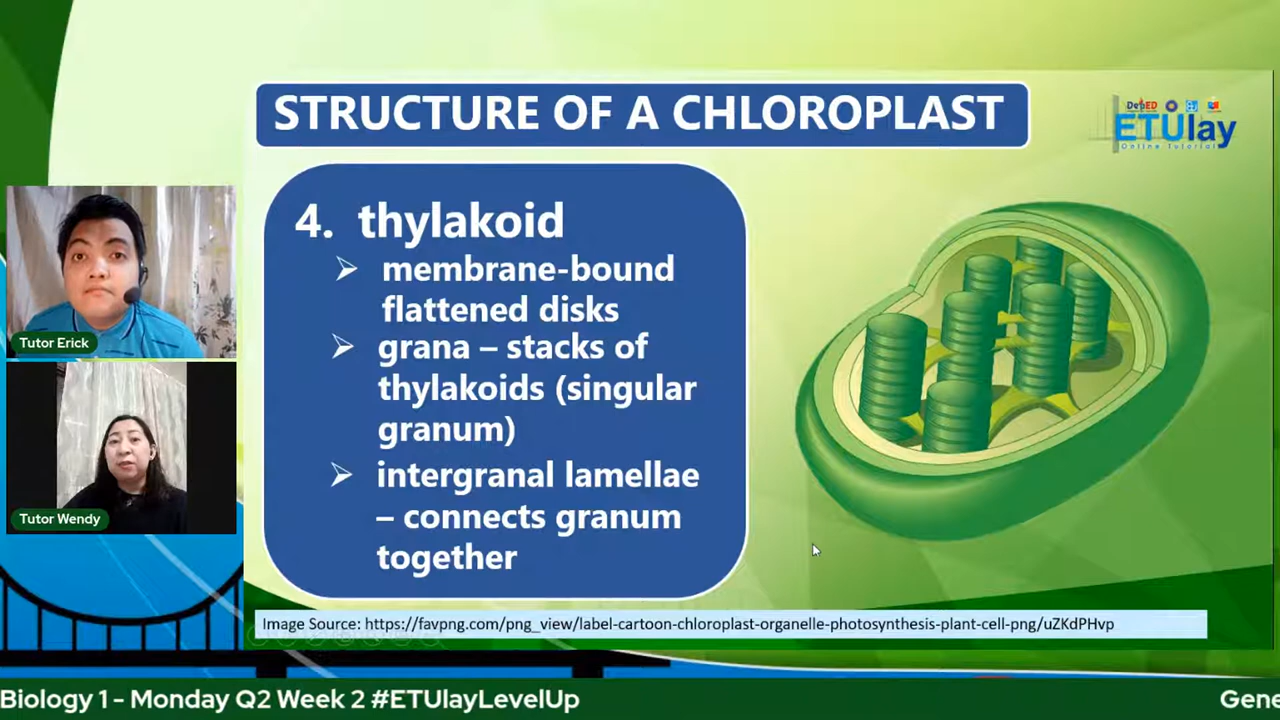 STRUCTURE OF A CHLOROPLAST
DepED
ETUlay
Online Tutorial
4. thylakoid
➢ membrane-bound
flattened disks
➢ grana – stacks of
thylakoids (singular
granum)
➢ intergranal lamellae
– connects granum
together
Tutor Erick
Tutor Wendy
Image Source: https://favpng.com/png_view/label-cartoon-chloroplast-organelle-photosynthesis-plant-cell-png/uZKdPHvp
Biology 1 - Monday Q2 Week 2 #ETUlayLevelUp
Gene